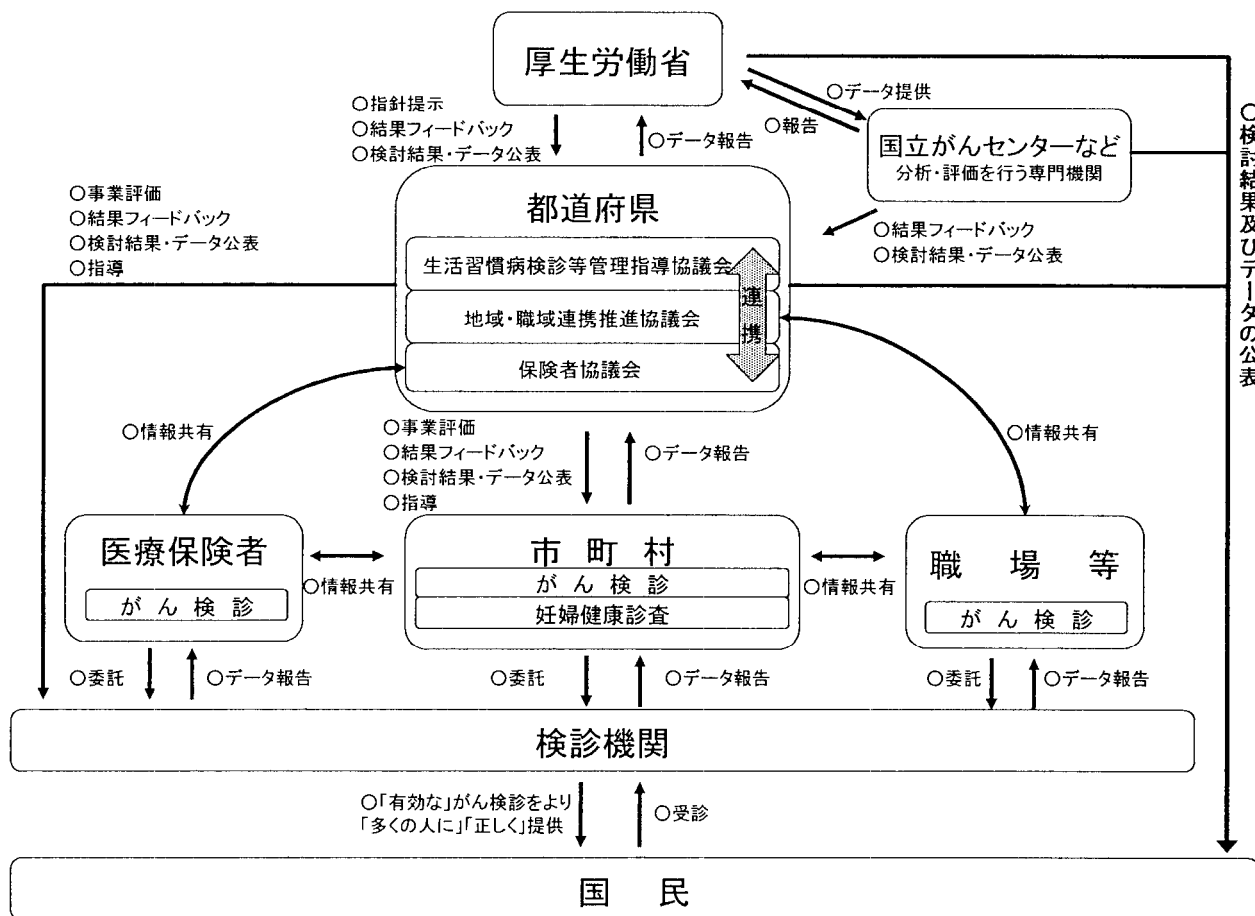 厚生労働省
○データ提供
○報告
○指針提示
○結果フィードバック
○検討結果・データ公表
○データ報告
国立がんセンターなど
分析・評価を行う専門機関
○検討結果及びデータの公表
○事業評価
○結果フィードバック
○検討結果・データ公表
○指導
都道府県
生活習慣病検診等管理指導協議会
地域・職域連携推進協議会
保険者協議会
連携
○結果フィードバック
○検討結果・データ公表
○情報共有
○事業評価
○結果フィードバック
○検討結果・データ公表
○指導
○データ報告
○情報共有
医療保険者
がん検診
○情報共有
市町村
がん検診
妊婦健康診査
○情報共有
職場等
がん検診
○委託
○データ報告
○委託
○データ報告
○委託
○データ報告
検診機関
○「有効な」がん検診をより
「多くの人に」「正しく」提供
○受診
国民